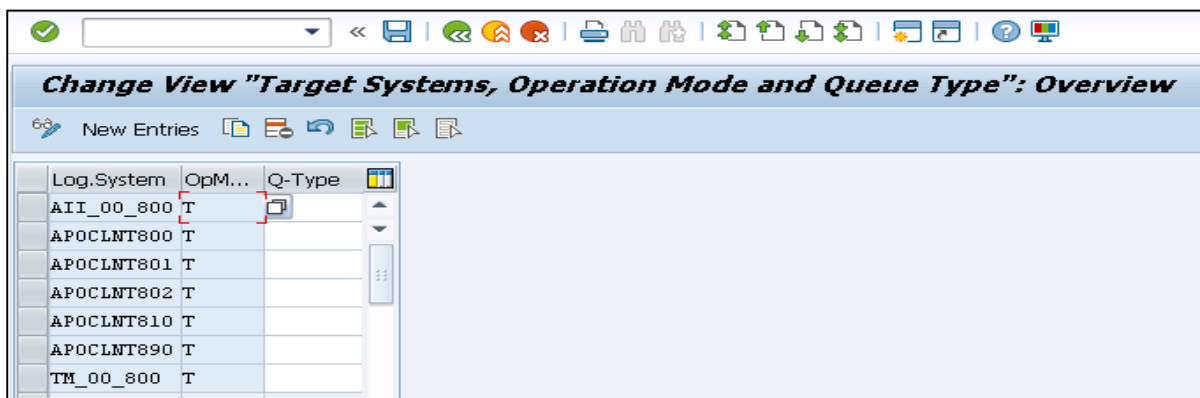 Change View "Target Systems, Operation Mode and Queue Type": Overview
New Entries
Log.System OpM... Q-Type
AII_00_800 T
APOCLNT800 T
APOCLNT801 T
APOCLNT802 T
APOCLNT810 T
APOCLNT890 T
TM_00_800 T